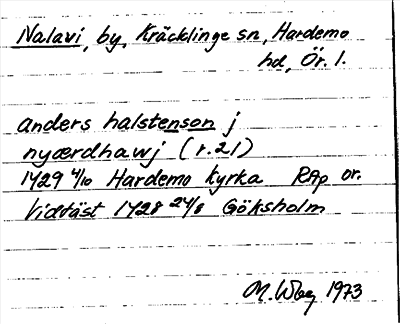 Nalavi, by, Kräcklinge sn, Hardemo
hd, Ör. l.
anders halstenson j
nyærdhawj (r. 21)
1429 4/10 Hardemo kyrka RAp or.
Vidtäst 1428 24/8 Göksholm
M. Wbg 1973